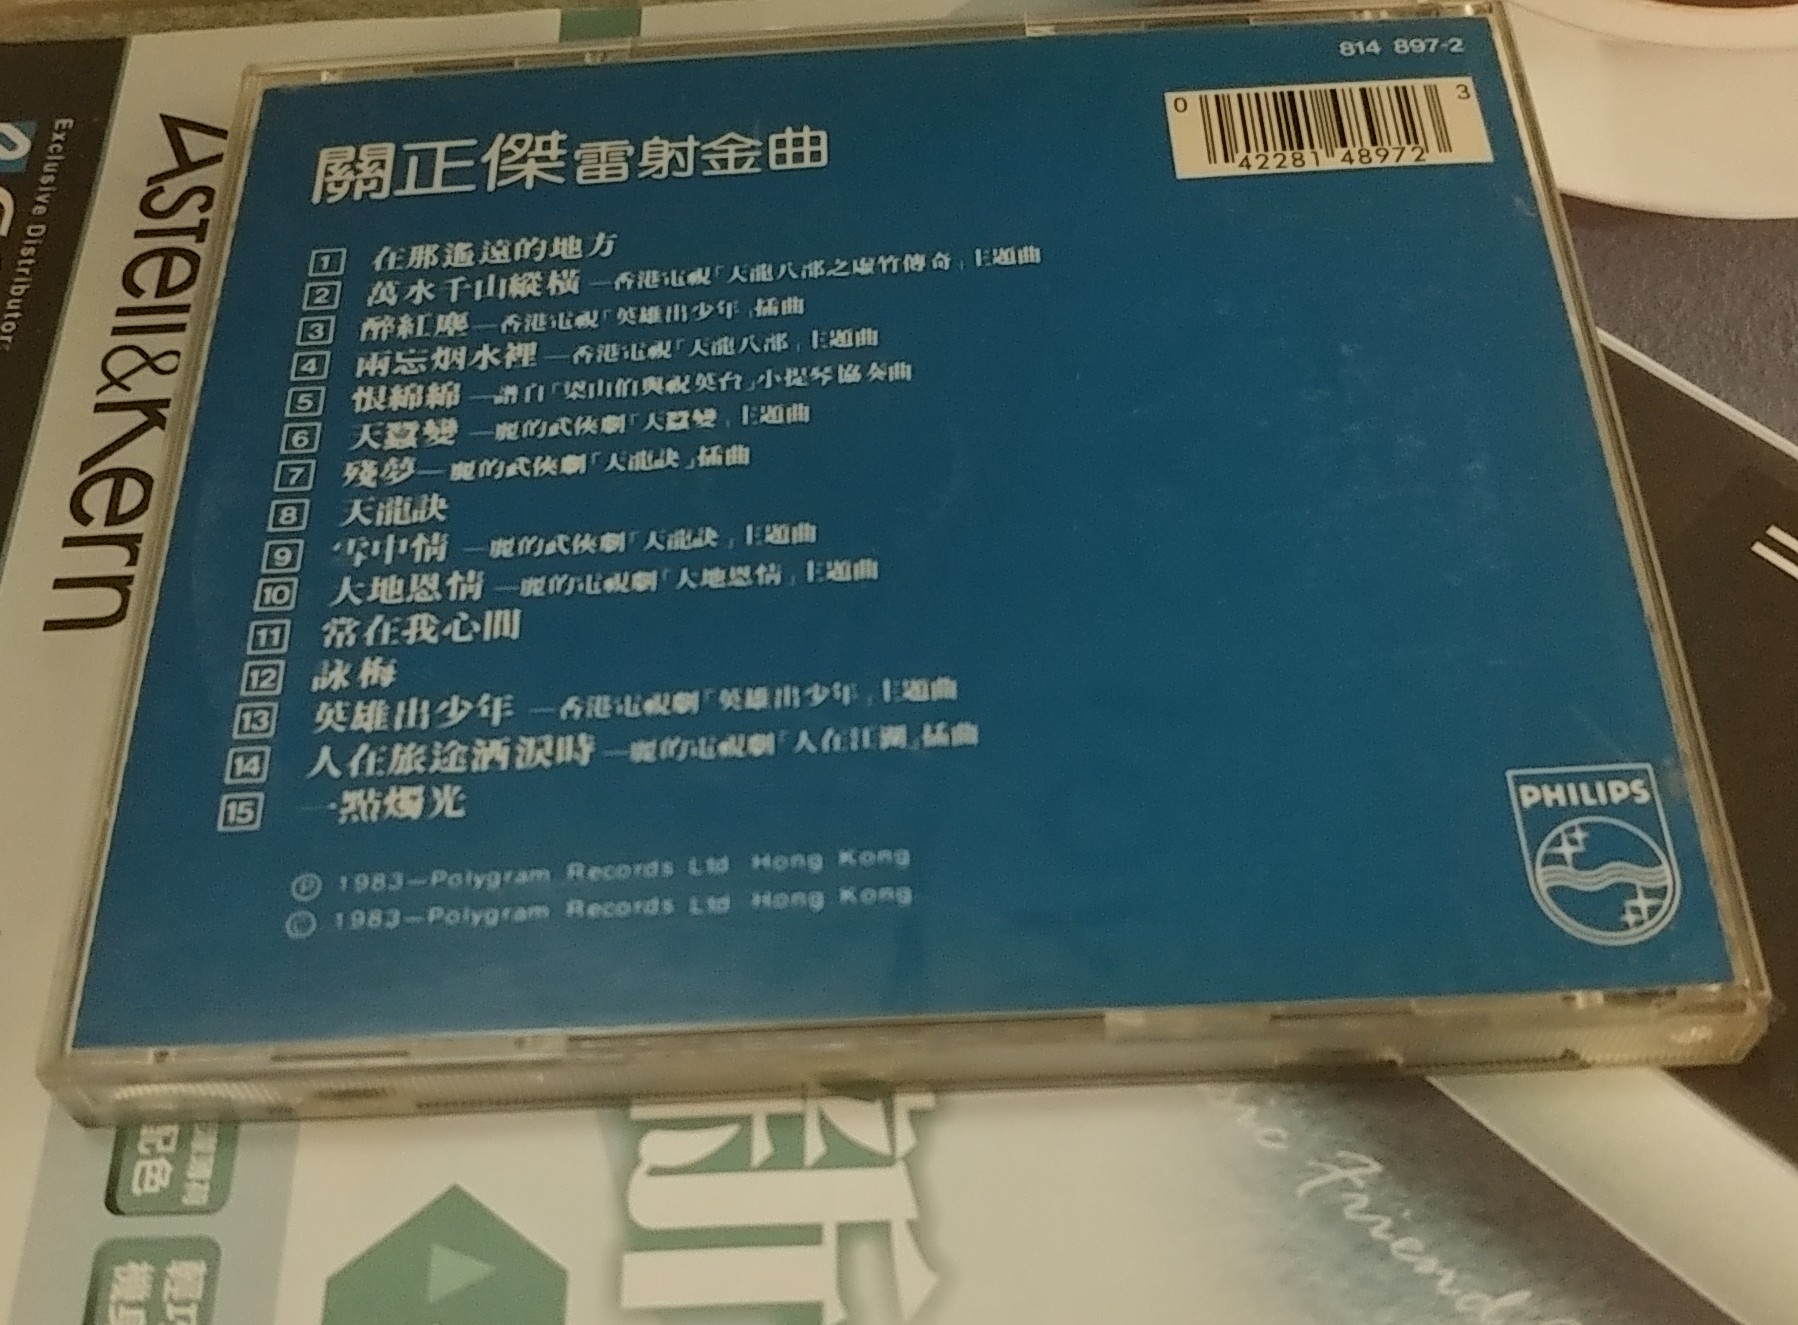 814 897-2
0 42281 48972 3
關正傑雷射金曲
1 在那遙遠的地方
2 萬水千山縱橫—香港電視「天龍八部之虛竹傳奇」主題曲
3 醉紅塵—香港電視「英雄出少年」插曲
4 兩忘烟水裡—香港電視「天龍八部」主題曲
5 恨綿綿—譜自「梁山伯與祝英台」小提琴協奏曲
6 天蠶變—麗的武俠劇「天蠶變」主題曲
7 殘夢—麗的武俠劇「天龍訣」插曲
8 天龍訣
9 雪中情—麗的武俠劇「天龍訣」主題曲
10 大地恩情—麗的電視劇「大地恩情」主題曲
11 常在我心間
12 詠梅
13 英雄出少年—香港電視劇「英雄出少年」主題曲
14 人在旅途洒淚時—麗的電視劇「人在江湖」插曲
15 一點燭光
Ⓟ 1983—Polygram Records Ltd Hong Kong
© 1983—Polygram Records Ltd Hong Kong
PHILIPS
Astell&Kern
Exclusive Distributor
配色
Friend